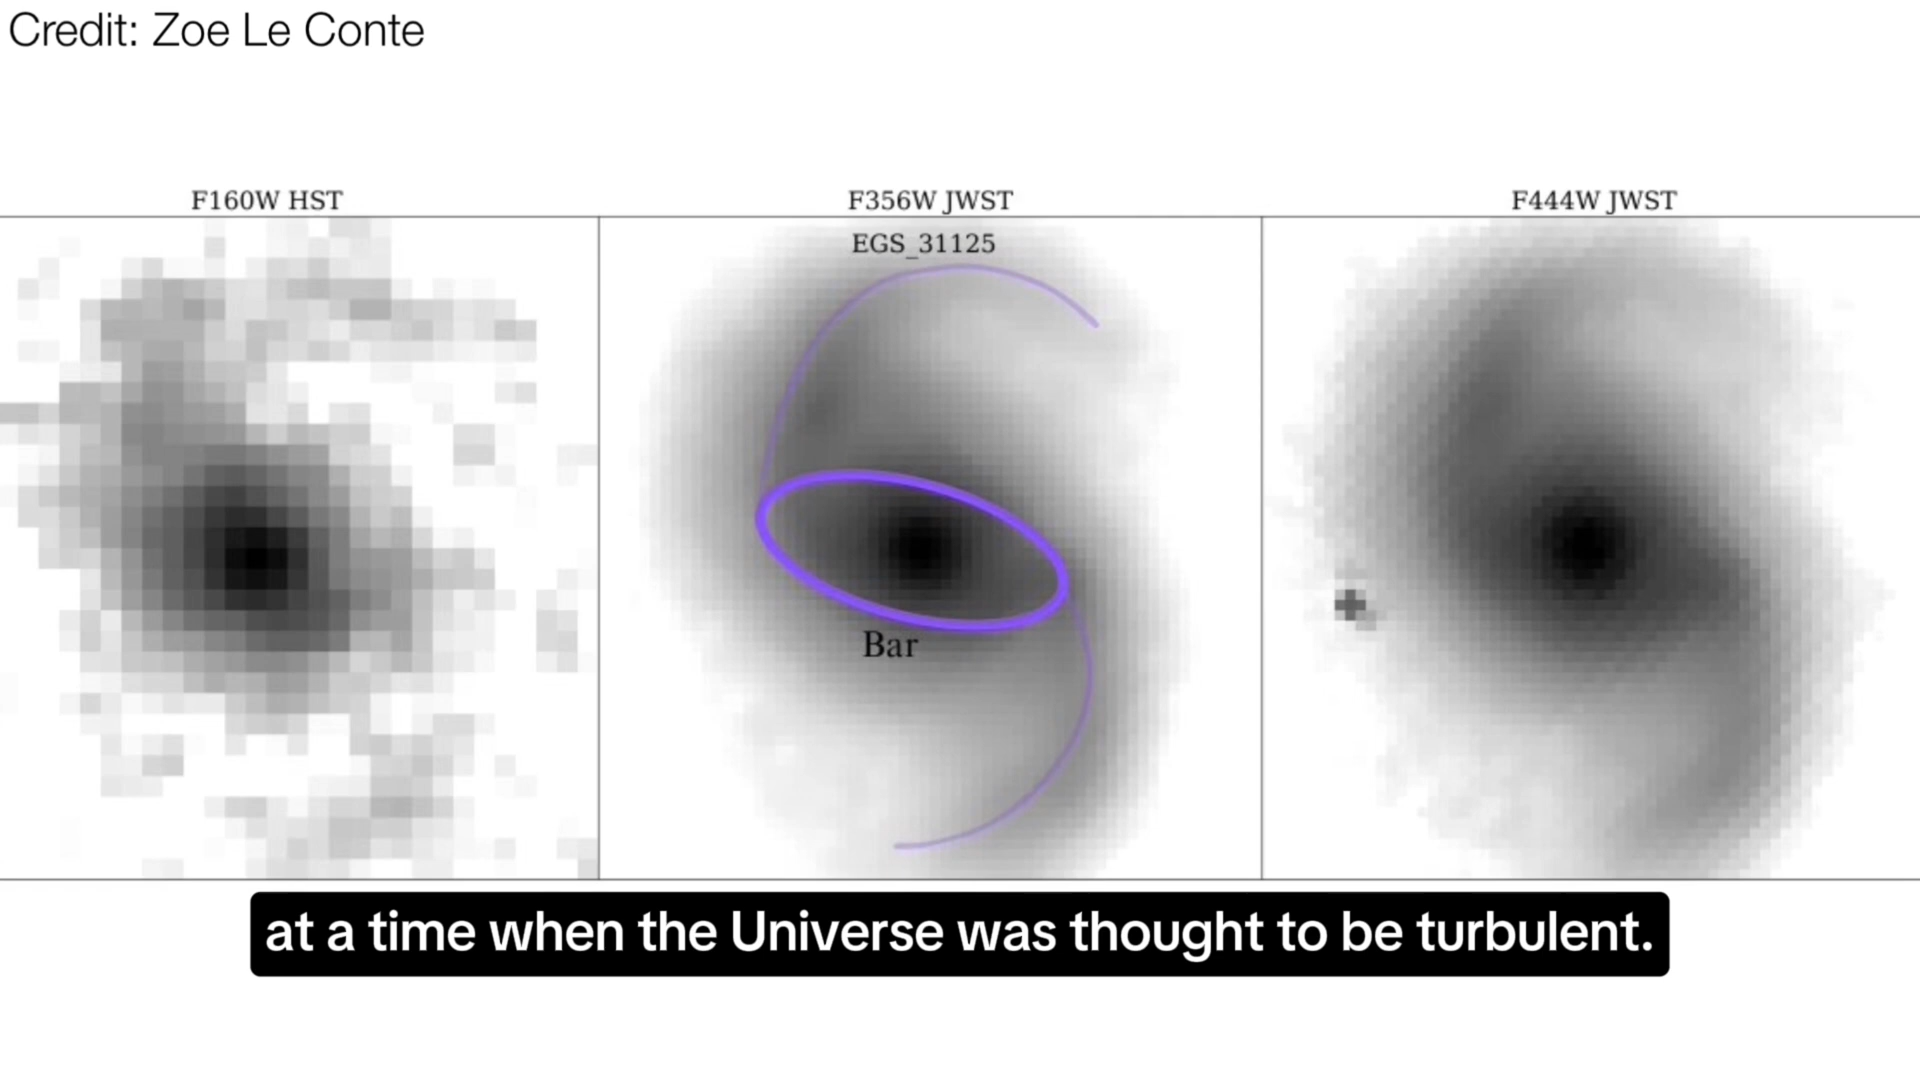 Credit: Zoe Le Conte
F160W HST
F356W JWST
F444W JWST
EGS_31125
Bar
at a time when the Universe was thought to be turbulent.